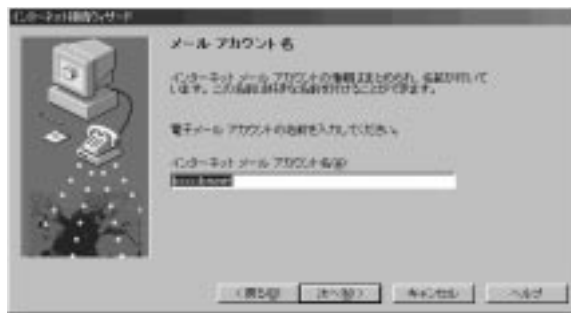 インターネット接続ウィザード
メール アカウント名
インターネット メール アカウントの情報はまとめられ、名前が付いて
います。この名前は好きな名前を付けることができます。
電子メール アカウントの名前を入力してください。
インターネット メール アカウント名(A)
<戻る(B)
次へ(N)>
キャンセル
ヘルプ